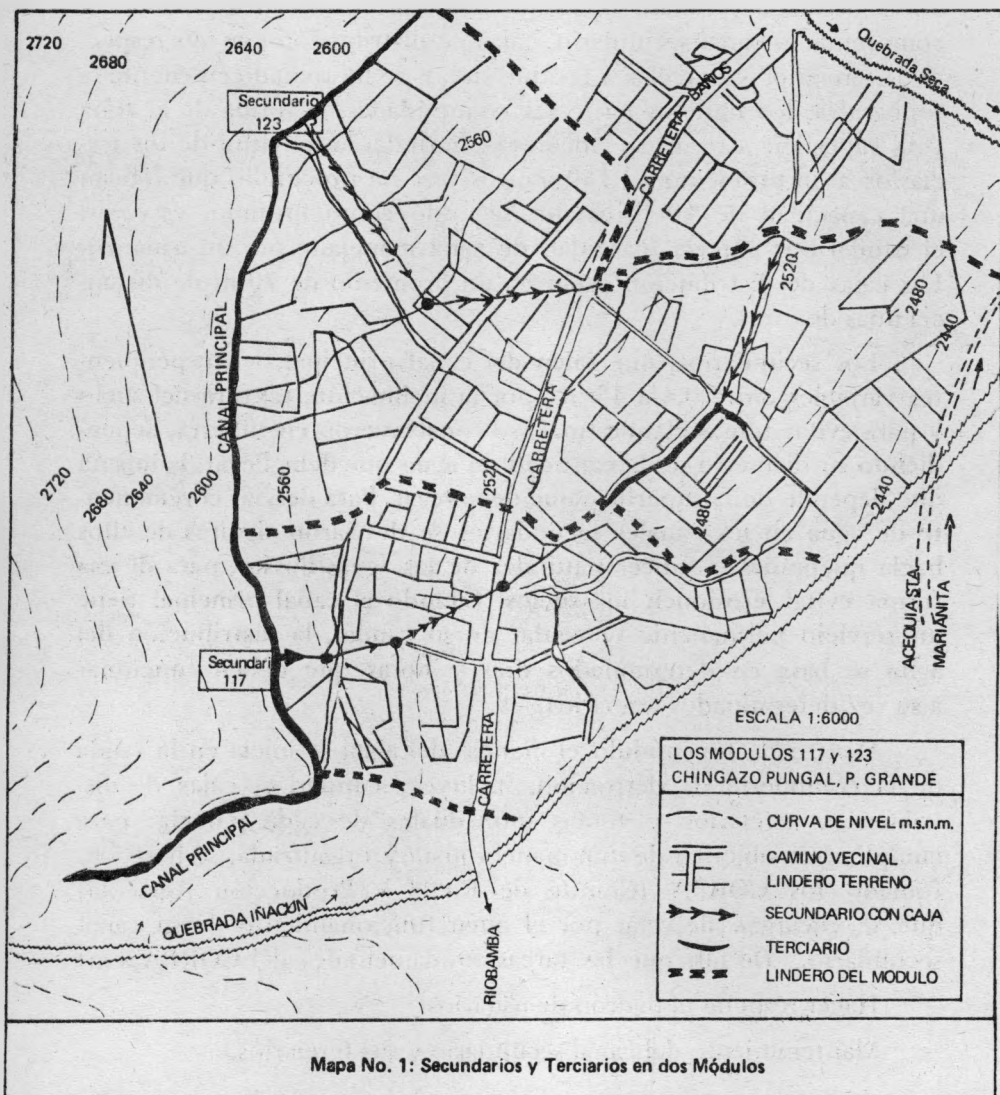 2720
2680
2640
2600
Secundario
123
2560
CARRETERA BAÑOS
Quebrada Seca
2520
2480
2440
CANAL PRINCIPAL
CARRETERA
2720
2680
2640
2600
2560
2520
2480
2440
ACEQUIA STA
MARIANITA
Secundari
117
CARRETERA
CANAL PRINCIPAL
QUEBRADA IÑACUN
RIOBAMBA
ESCALA 1:6000
LOS MODULOS 117 y 123
CHINGAZO PUNGAL, P. GRANDE
CURVA DE NIVEL m.s.n.m.
CAMINO VECINAL
LINDERO TERRENO
SECUNDARIO CON CAJA
TERCIARIO
LINDERO DEL MODULO
Mapa No. 1: Secundarios y Terciarios en dos Módulos